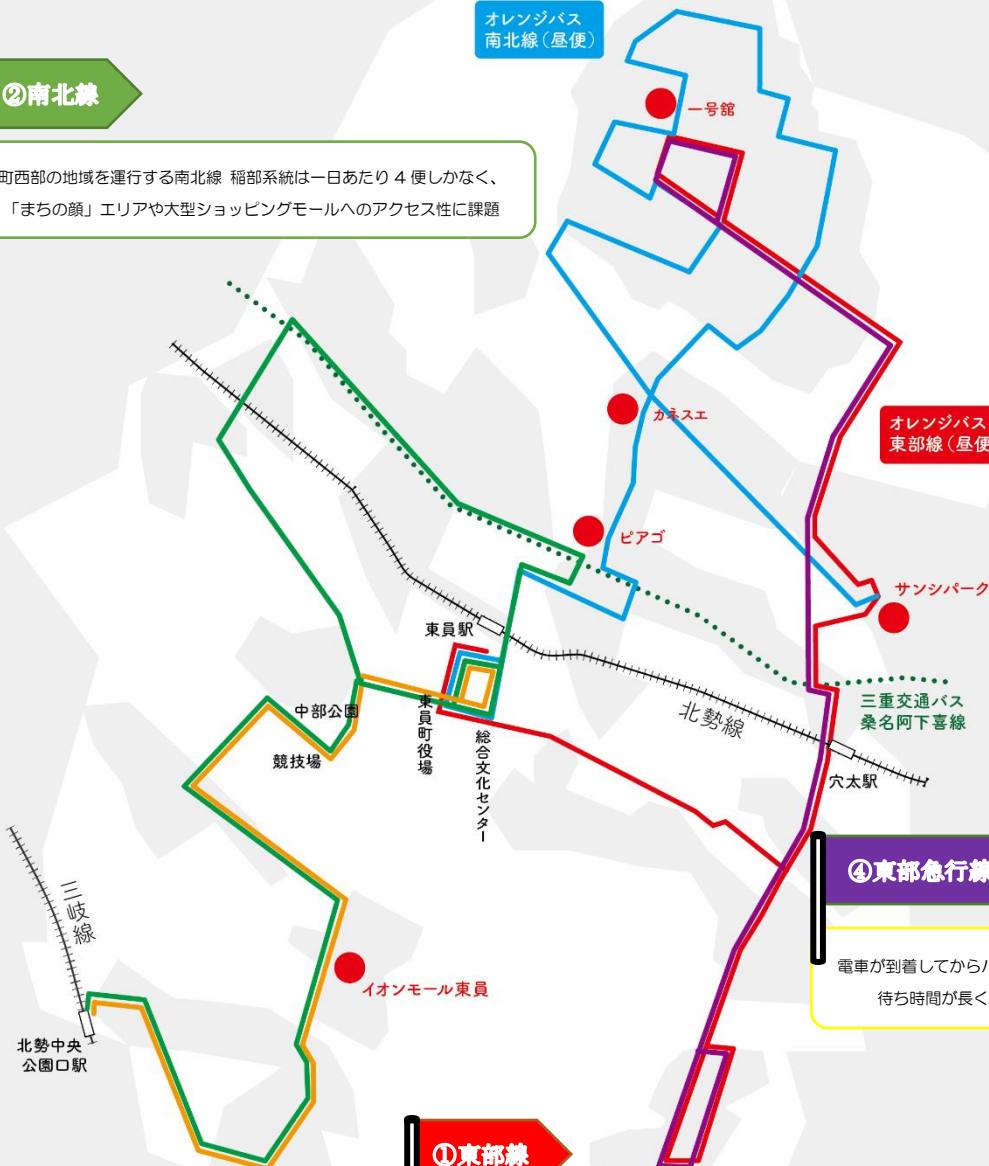 オレンジバス
南北線（昼便）
②南北線
町西部の地域を運行する南北線 稲部系統は一日あたり４便しかなく、
「まちの顔」エリアや大型ショッピングモールへのアクセス性に課題
一号舘
カネスエ
オレンジバス
東部線（昼便
ピアゴ
サンシパーク
東員駅
三重交通バス
桑名阿下喜線
北勢線
中部公園
東員町役場
総合文化センター
競技場
穴太駅
④東部急行線
三岐線
電車が到着してからバ
待ち時間が長く
イオンモール東員
北勢中央
公園口駅
①東部線